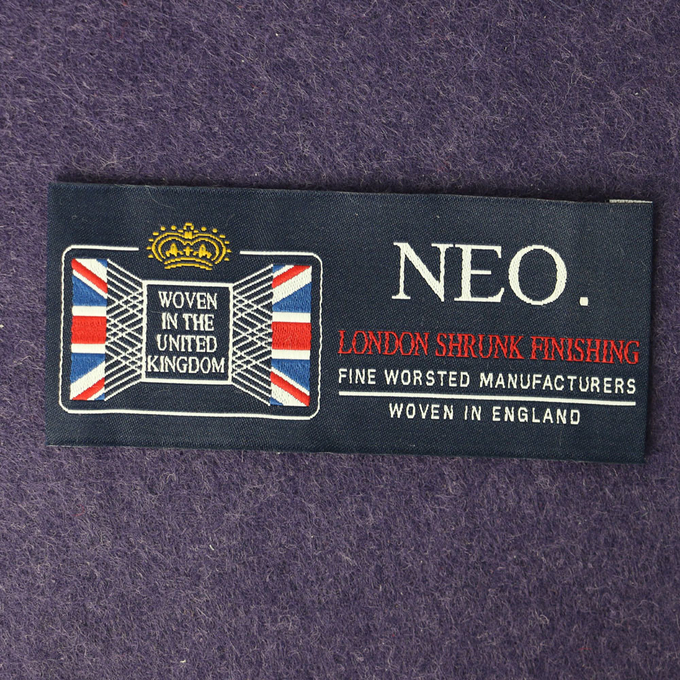 WOVEN
IN THE
UNITED
KINGDOM
NEO.
LONDON SHRUNK FINISHING
FINE WORSTED MANUFACTURERS
WOVEN IN ENGLAND